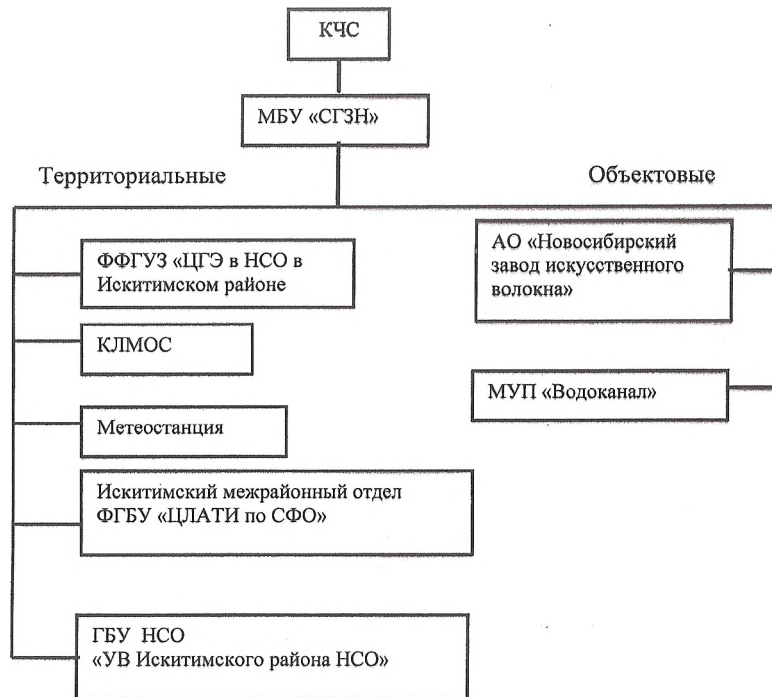 КЧС
МБУ «СГЗН»
Территориальные
Объектовые
ФФГУЗ «ЦГЭ в НСО в
Искитимском районе
КЛМОС
Метеостанция
Искитимский межрайонный отдел
ФГБУ «ЦЛАТИ по СФО»
ГБУ НСО
«УВ Искитимского района НСО»
АО «Новосибирский
завод искусственного
волокна»
МУП «Водоканал»